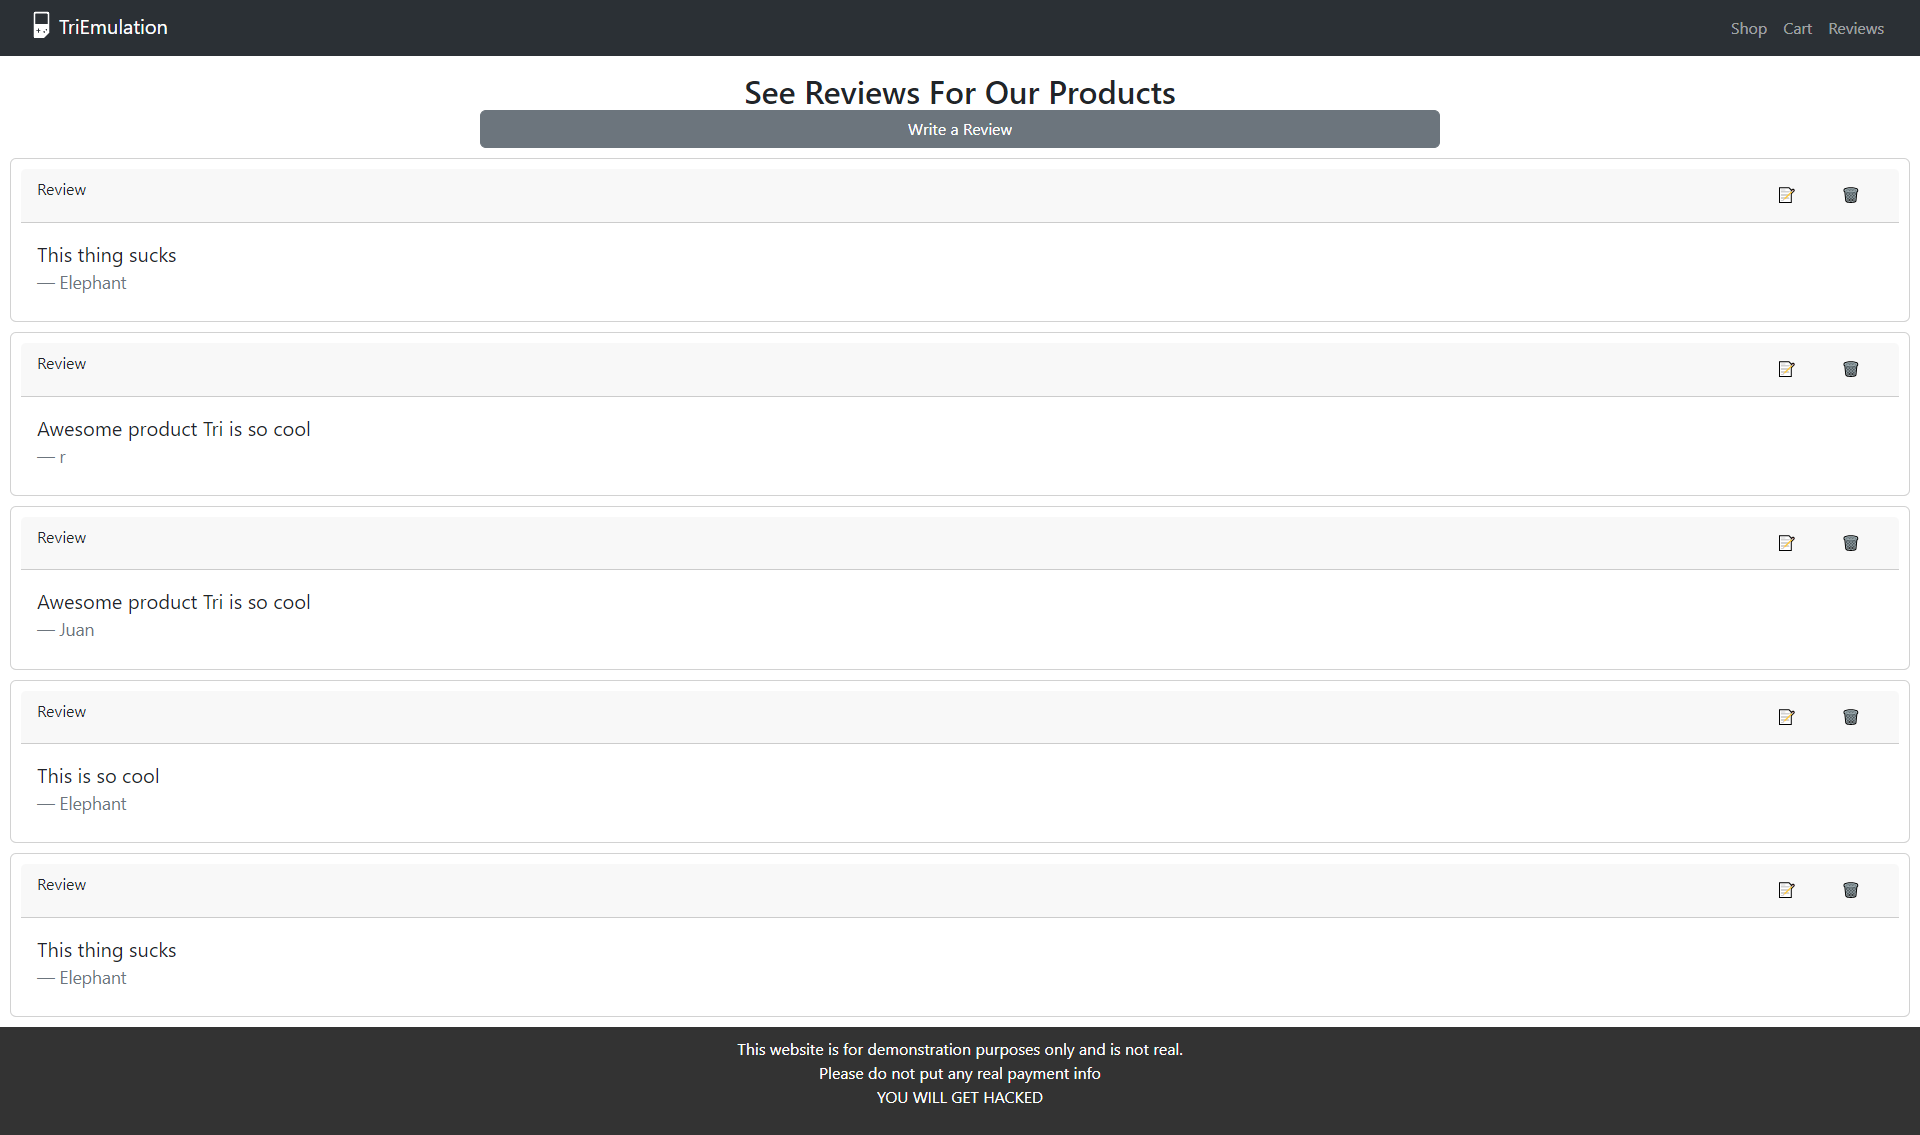 TriEmulation
Shop Cart Reviews
See Reviews For Our Products
Write a Review
Review
This thing sucks
— Elephant
Review
Awesome product Tri is so cool
— r
Review
Awesome product Tri is so cool
— Juan
Review
This is so cool
— Elephant
Review
This thing sucks
— Elephant
This website is for demonstration purposes only and is not real.
Please do not put any real payment info
YOU WILL GET HACKED